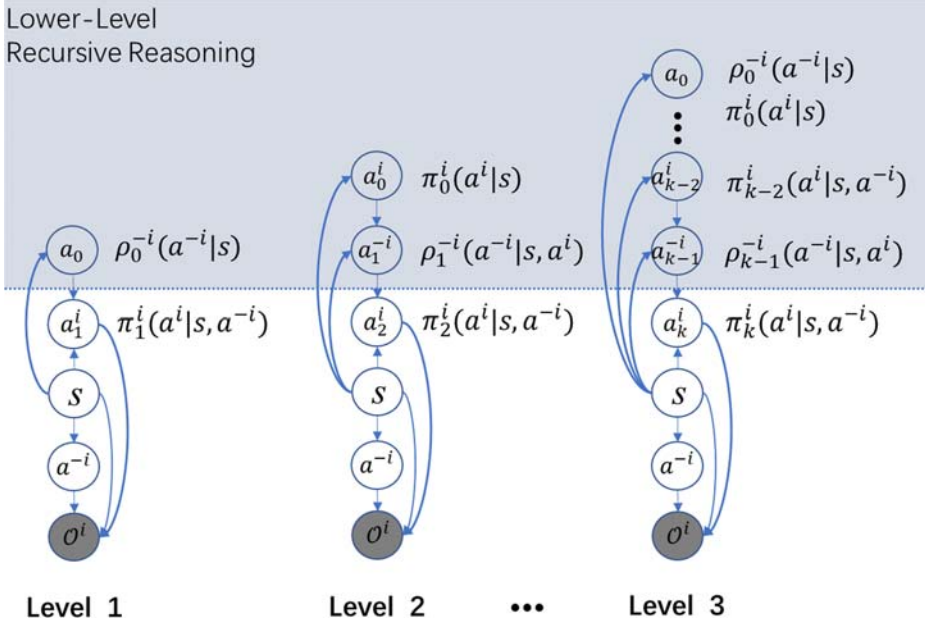 Lower-Level
Recursive Reasoning
a₀ ρ₀⁻ⁱ(a⁻ⁱ|s)
a₁ⁱ π₁ⁱ(aⁱ|s, a⁻ⁱ)
s
a⁻ⁱ
𝒪ⁱ
Level 1
a₀ⁱ π₀ⁱ(aⁱ|s)
a₁⁻ⁱ ρ₁⁻ⁱ(a⁻ⁱ|s, aⁱ)
a₂ⁱ π₂ⁱ(aⁱ|s, a⁻ⁱ)
s
a⁻ⁱ
𝒪ⁱ
Level 2
•••
a₀ ρ₀⁻ⁱ(a⁻ⁱ|s)
π₀ⁱ(aⁱ|s)
aⁱₖ₋₂ πⁱₖ₋₂(aⁱ|s, a⁻ⁱ)
a⁻ⁱₖ₋₁ ρ⁻ⁱₖ₋₁(a⁻ⁱ|s, aⁱ)
aⁱₖ πⁱₖ(aⁱ|s, a⁻ⁱ)
s
a⁻ⁱ
𝒪ⁱ
Level 3